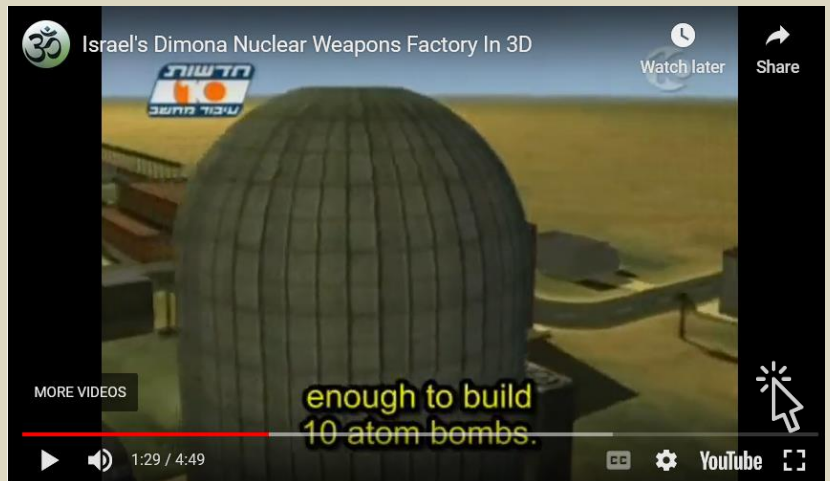 Israel's Dimona Nuclear Weapons Factory In 3D
Watch later
Share
חדשות
10
עיבוד מחשב
MORE VIDEOS
enough to build
10 atom bombs.
1:29 / 4:49
CC
YouTube